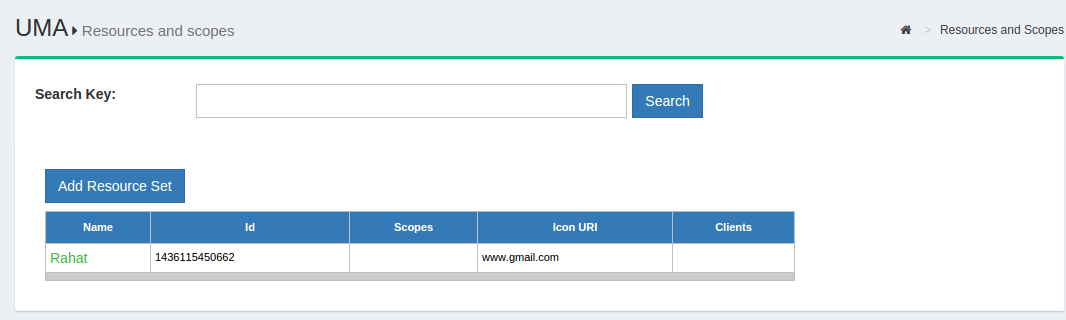 UMA Resources and scopes
> Resources and Scopes
Search Key:
Search
Add Resource Set
Name Id Scopes Icon URI Clients
Rahat 1436115450662 www.gmail.com